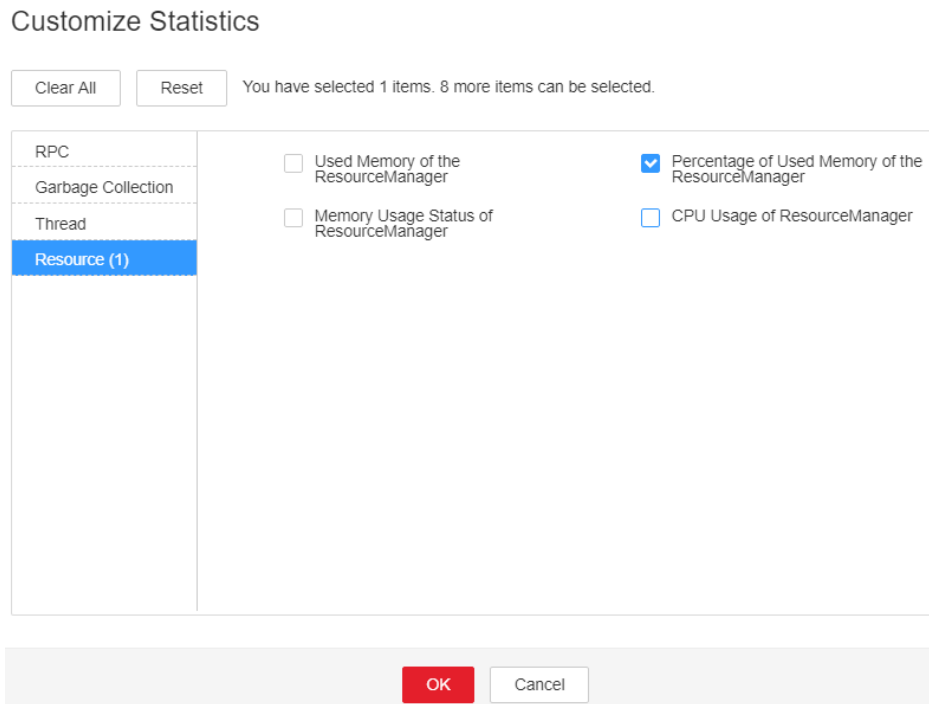 Customize Statistics
Clear All
Reset
You have selected 1 items. 8 more items can be selected.
RPC
Garbage Collection
Thread
Resource (1)
Used Memory of the
ResourceManager
Percentage of Used Memory of the
ResourceManager
Memory Usage Status of
ResourceManager
CPU Usage of ResourceManager
OK
Cancel